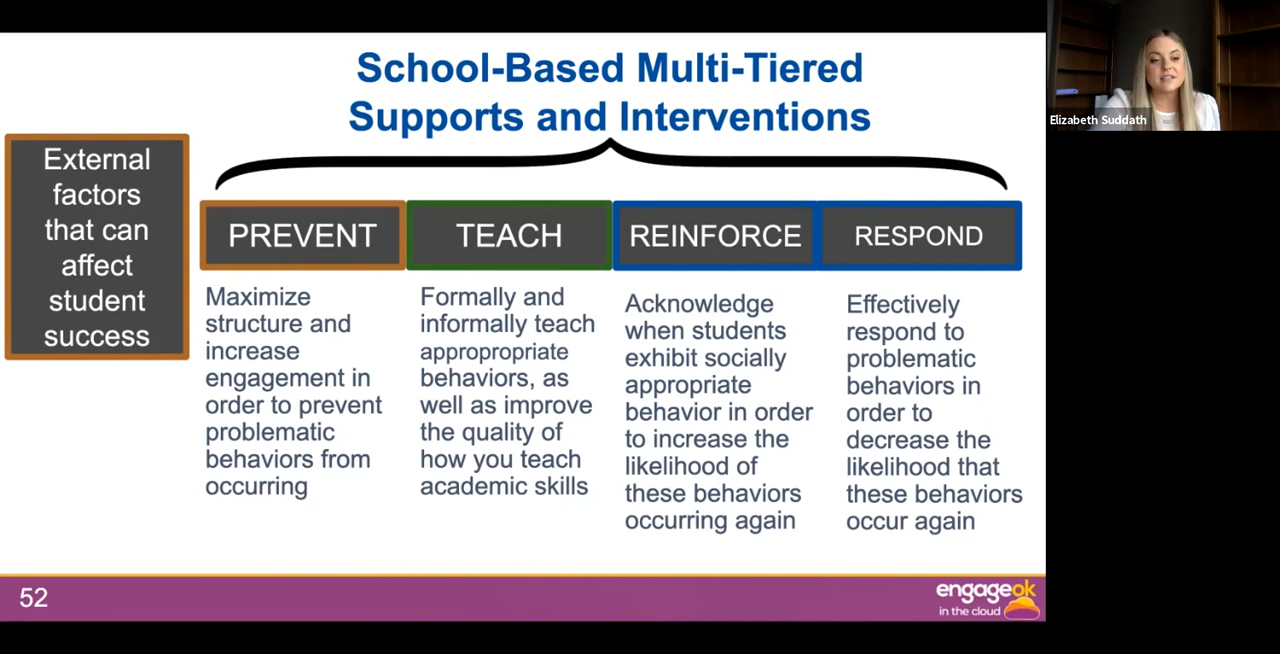 School-Based Multi-Tiered
Supports and Interventions
Elizabeth Suddath
External
factors
that can
affect
student
success
PREVENT
Maximize
structure and
increase
engagement in
order to prevent
problematic
behaviors from
occurring
TEACH
Formally and
informally teach
appropropriate
behaviors, as
well as improve
the quality of
how you teach
academic skills
REINFORCE
Acknowledge
when students
exhibit socially
appropriate
behavior in order
to increase the
likelihood of
these behaviors
occurring again
RESPOND
Effectively
respond to
problematic
behaviors in
order to
decrease the
likelihood that
these behaviors
occur again
52
engageok
in the cloud